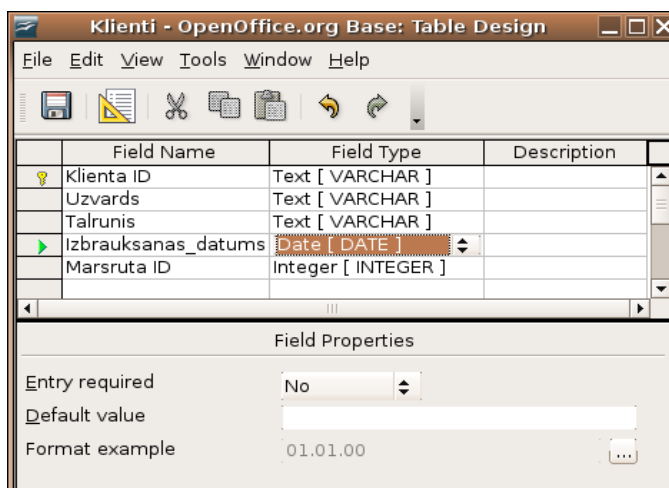 Klienti - OpenOffice.org Base: Table Design
File Edit View Tools Window Help
Field Name Field Type Description
Klienta ID Text [ VARCHAR ]
Uzvards Text [ VARCHAR ]
Talrunis Text [ VARCHAR ]
Izbrauksanas_datums Date [ DATE ]
Marsruta ID Integer [ INTEGER ]
Field Properties
Entry required No
Default value
Format example 01.01.00 ...